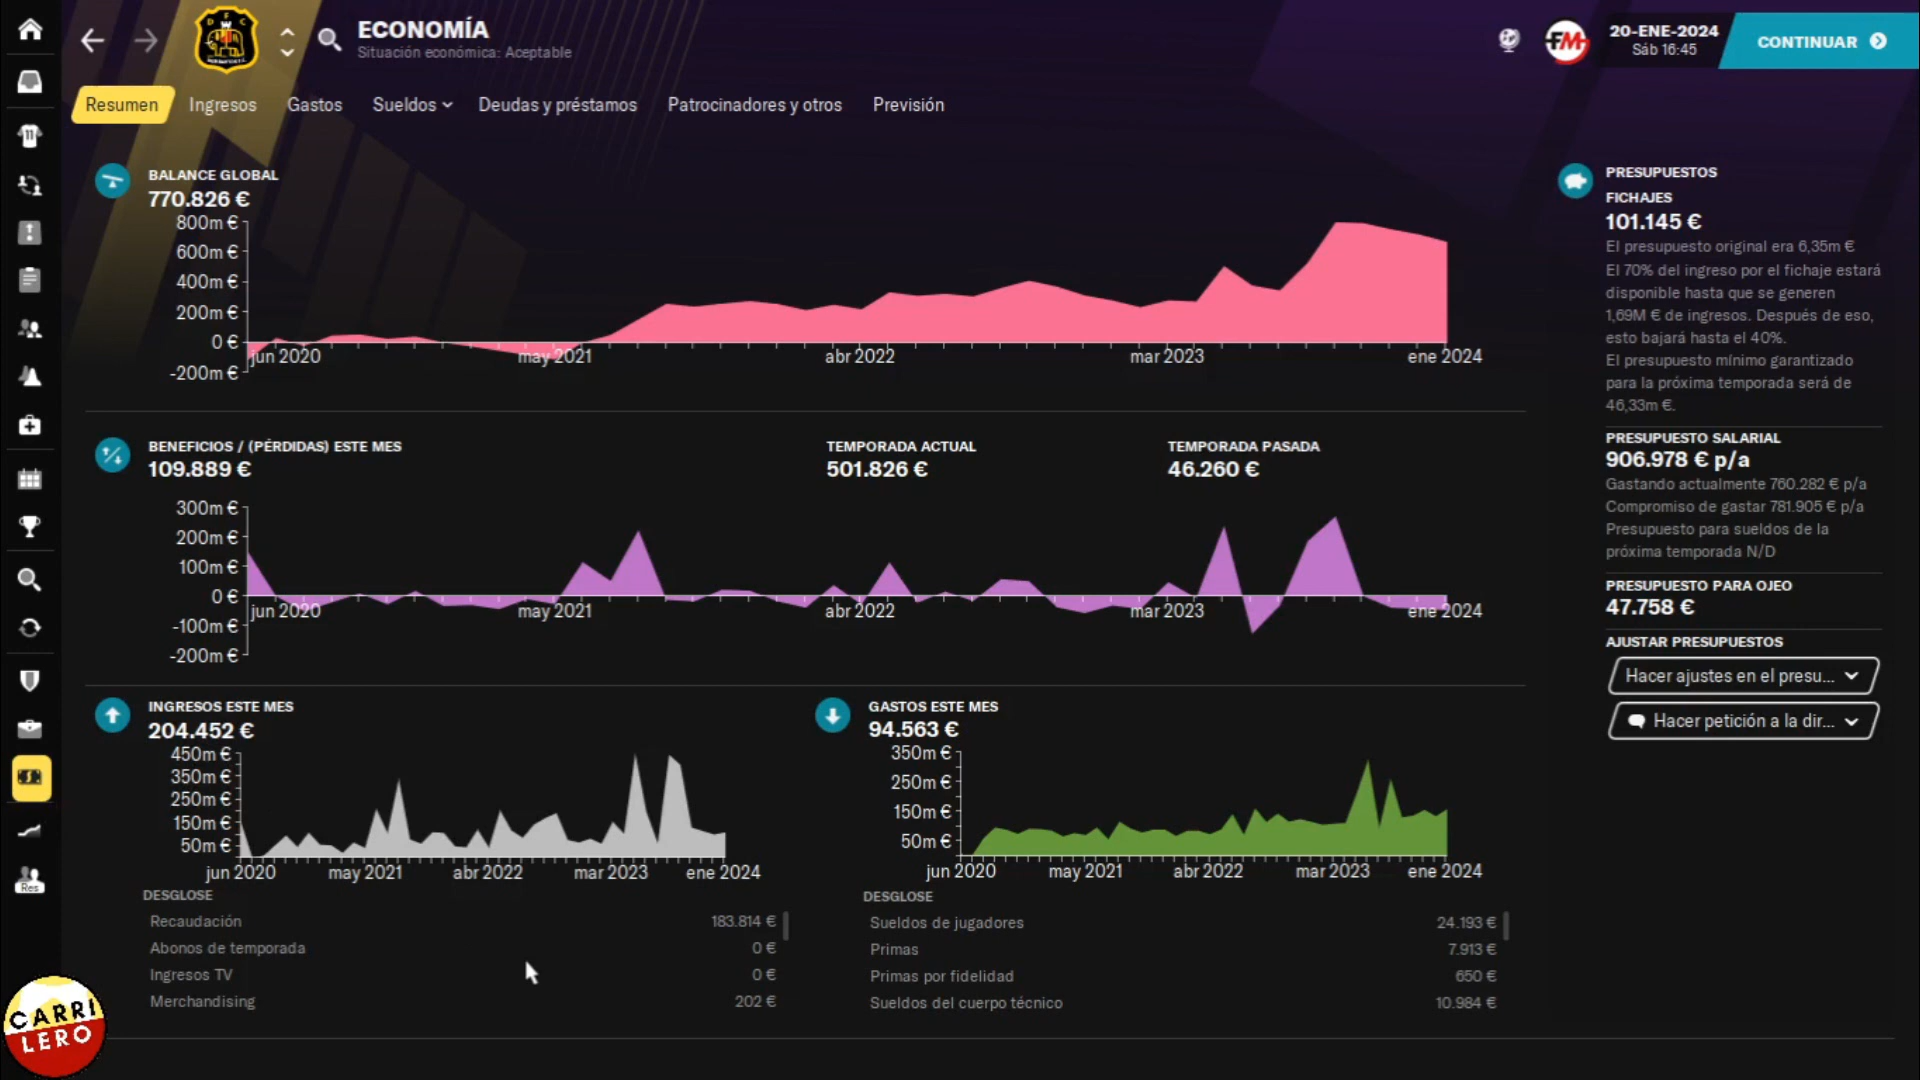 ECONOMÍA
Situación económica: Aceptable
FM
20-ENE-2024
Sáb 16:45
CONTINUAR
Resumen
Ingresos
Gastos
Sueldos
Deudas y préstamos
Patrocinadores y otros
Previsión
BALANCE GLOBAL
770.826 €
800m €
600m €
400m €
200m €
0 €
-200m €
jun 2020
may 2021
abr 2022
mar 2023
ene 2024
BENEFICIOS / (PÉRDIDAS) ESTE MES
109.889 €
TEMPORADA ACTUAL
501.826 €
TEMPORADA PASADA
46.260 €
300m €
200m €
100m €
0 €
-100m €
-200m €
jun 2020
may 2021
abr 2022
mar 2023
ene 2024
INGRESOS ESTE MES
204.452 €
450m €
350m €
250m €
150m €
50m €
jun 2020
may 2021
abr 2022
mar 2023
ene 2024
DESGLOSE
Recaudación 183.814 €
Abonos de temporada 0 €
Ingresos TV 0 €
Merchandising 202 €
GASTOS ESTE MES
94.563 €
350m €
250m €
150m €
50m €
jun 2020
may 2021
abr 2022
mar 2023
ene 2024
DESGLOSE
Sueldos de jugadores 24.193 €
Primas 7.913 €
Primas por fidelidad 650 €
Sueldos del cuerpo técnico 10.984 €
PRESUPUESTOS
FICHAJES
101.145 €
El presupuesto original era 6,35m €
El 70% del ingreso por el fichaje estará
disponible hasta que se generen
1,69M € de ingresos. Después de eso,
esto bajará hasta el 40%.
El presupuesto mínimo garantizado
para la próxima temporada será de
46,33m €.
PRESUPUESTO SALARIAL
906.978 € p/a
Gastando actualmente 760.282 € p/a
Compromiso de gastar 781.905 € p/a
Presupuesto para sueldos de la
próxima temporada N/D
PRESUPUESTO PARA OJEO
47.758 €
AJUSTAR PRESUPUESTOS
Hacer ajustes en el presu...
Hacer petición a la dir...
Res
CARRI
LERO